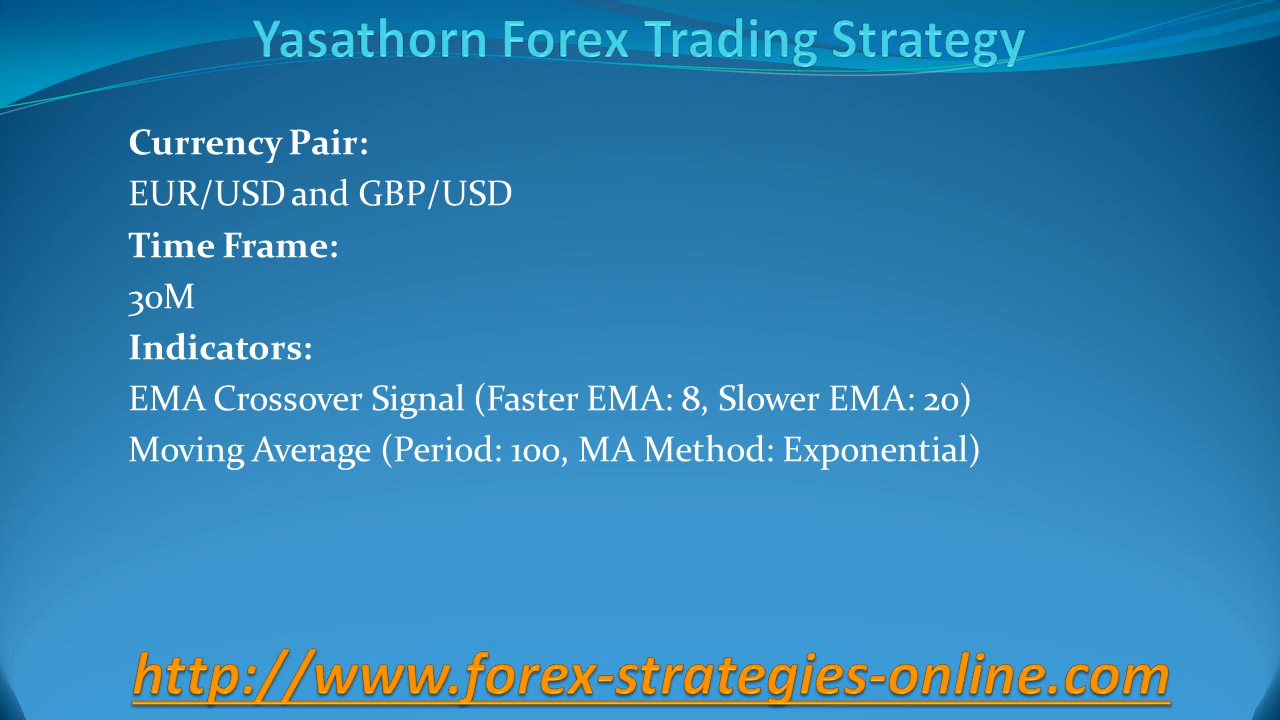 Yasathorn Forex Trading Strategy
Currency Pair:
EUR/USD and GBP/USD
Time Frame:
30M
Indicators:
EMA Crossover Signal (Faster EMA: 8, Slower EMA: 20)
Moving Average (Period: 100, MA Method: Exponential)
http://www.forex-strategies-online.com